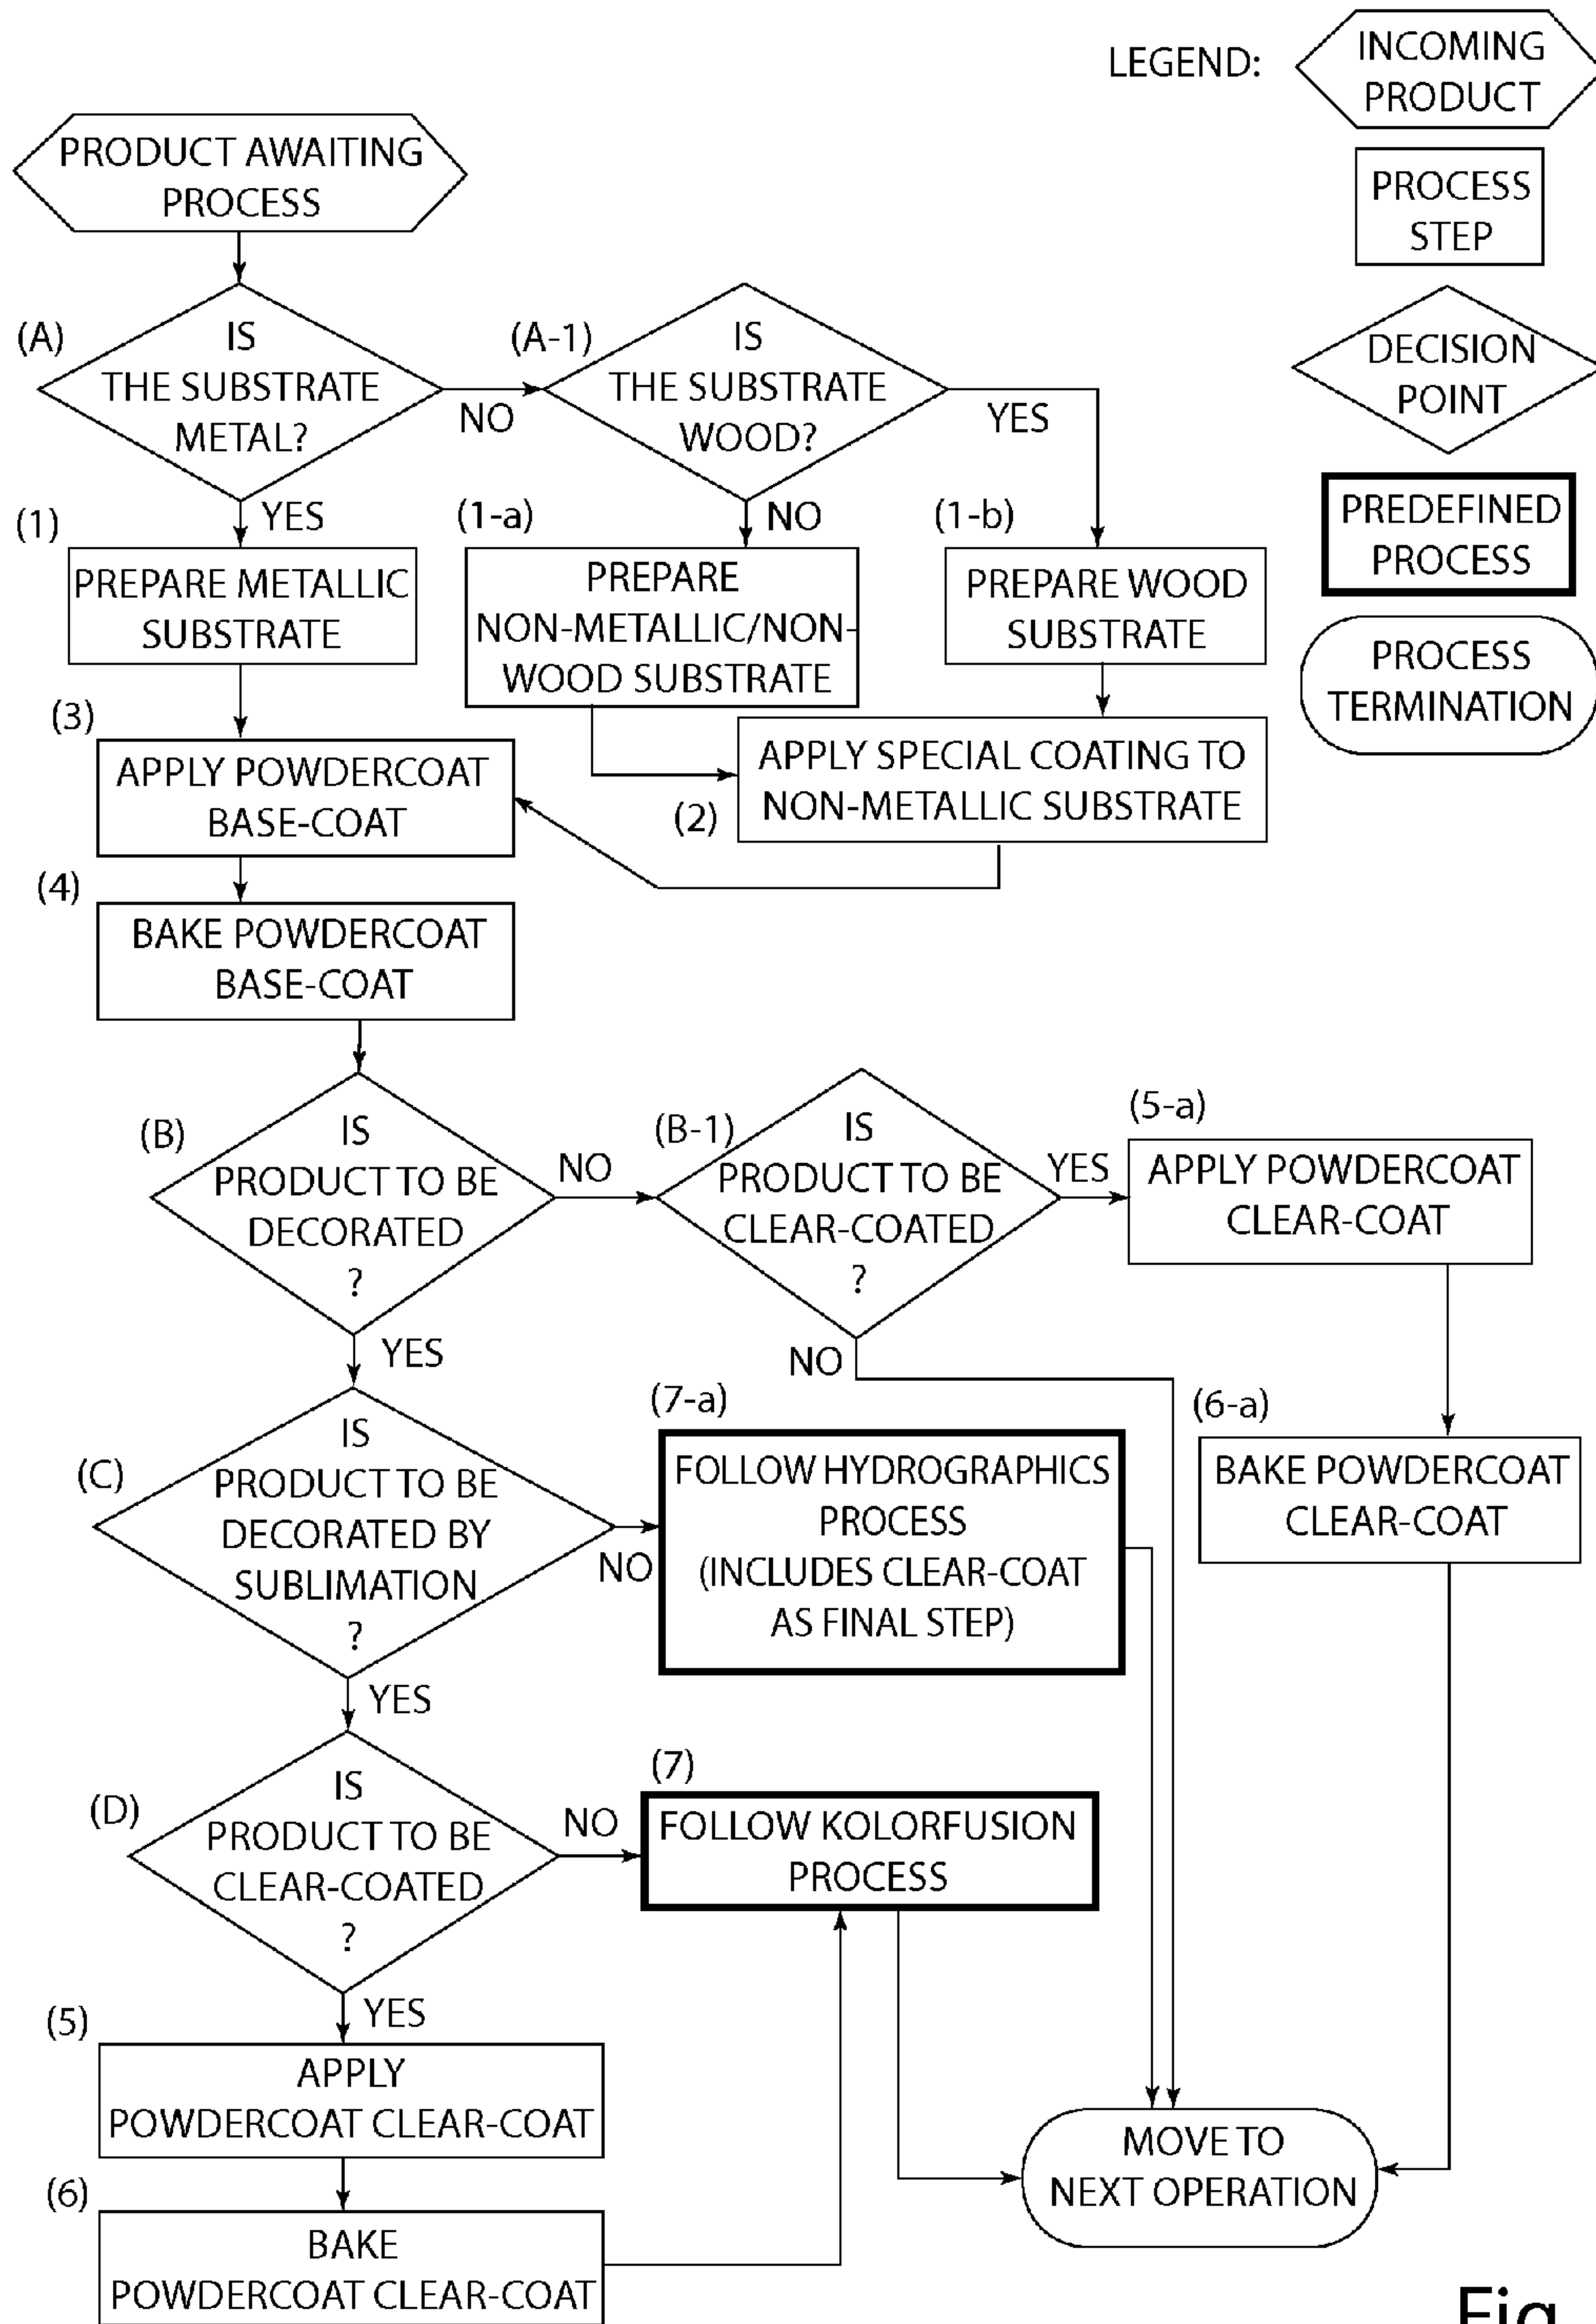 LEGEND:
INCOMING
PRODUCT
PROCESS
STEP
DECISION
POINT
PREDEFINED
PROCESS
PROCESS
TERMINATION
PRODUCT AWAITING
PROCESS
(A)
IS
THE SUBSTRATE
METAL?
NO
YES
(A-1)
IS
THE SUBSTRATE
WOOD?
YES
NO
(1)
PREPARE METALLIC
SUBSTRATE
(1-a)
PREPARE
NON-METALLIC/NON-
WOOD SUBSTRATE
(1-b)
PREPARE WOOD
SUBSTRATE
(2)
APPLY SPECIAL COATING TO
NON-METALLIC SUBSTRATE
(3)
APPLY POWDERCOAT
BASE-COAT
(4)
BAKE POWDERCOAT
BASE-COAT
(B)
IS
PRODUCT TO BE
DECORATED
?
NO
YES
(B-1)
IS
PRODUCT TO BE
CLEAR-COATED
?
YES
NO
(5-a)
APPLY POWDERCOAT
CLEAR-COAT
(6-a)
BAKE POWDERCOAT
CLEAR-COAT
(C)
IS
PRODUCT TO BE
DECORATED BY
SUBLIMATION
?
NO
YES
(7-a)
FOLLOW HYDROGRAPHICS
PROCESS
(INCLUDES CLEAR-COAT
AS FINAL STEP)
(D)
IS
PRODUCT TO BE
CLEAR-COATED
?
NO
YES
(7)
FOLLOW KOLORFUSION
PROCESS
(5)
APPLY
POWDERCOAT CLEAR-COAT
(6)
BAKE
POWDERCOAT CLEAR-COAT
MOVE TO
NEXT OPERATION
Fig